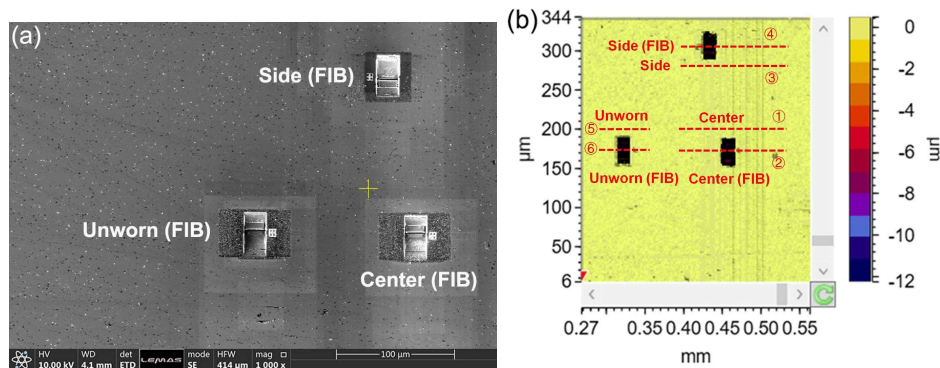 (a)
Side (FIB)
Unworn (FIB)
Center (FIB)
HV
10.00 kV
WD
4.1 mm
det
ETD
LEMAS
mode
SE
HFW
414 µm
mag
1 000 x
100 µm
(b)
344
300
250
200
150
100
50
6
µm
Side (FIB)
④
Side
③
Unworn
Center
①
⑤
⑥
②
Unworn (FIB)
Center (FIB)
0.27
0.35
0.40
0.45
0.55
mm
0
-2
-4
-6
-8
-10
-12
µm